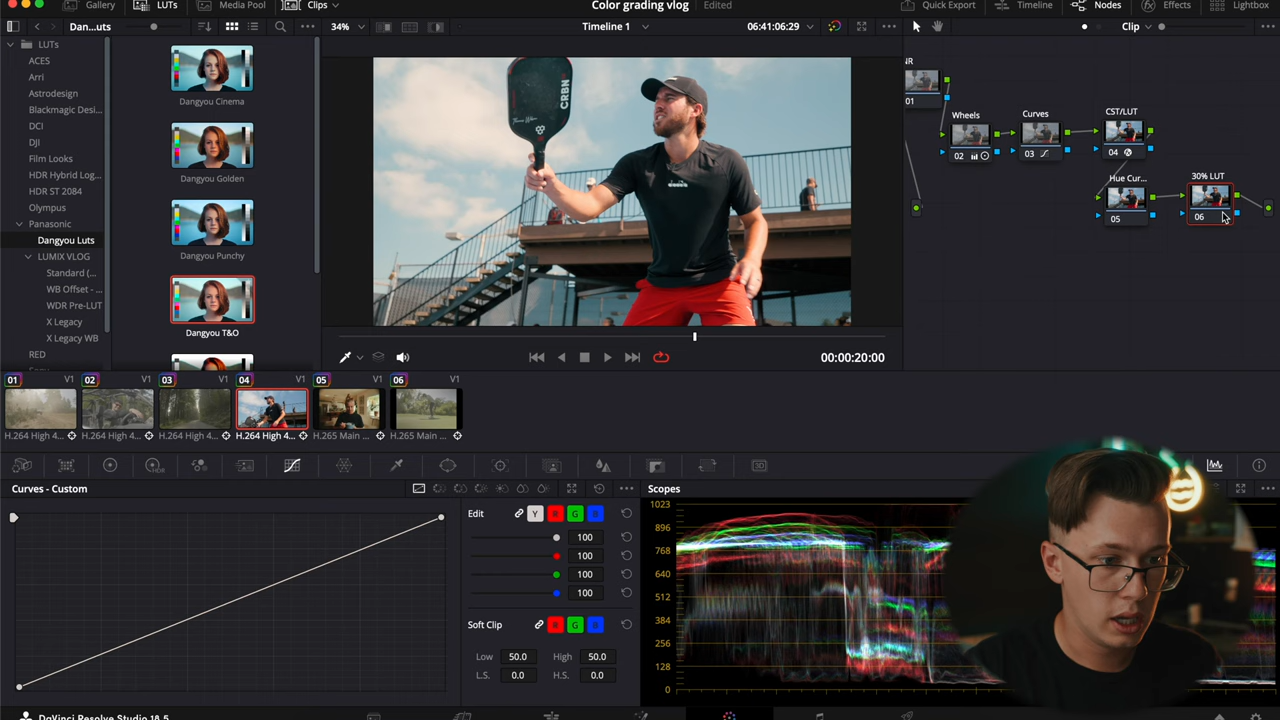 Gallery
LUTs
Media Pool
Clips
Color grading vlog
Edited
Quick Export
Timeline
Nodes
Effects
Lightbox
Dan...uts
34%
Timeline 1
06:41:06:29
Clip
LUTs
ACES
Arri
Astrodesign
Blackmagic Desi...
DCI
DJI
Film Looks
HDR Hybrid Log...
HDR ST 2084
Olympus
Panasonic
Dangyou Luts
LUMIX VLOG
Standard (...
WB Offset - ...
WDR Pre-LUT
X Legacy
X Legacy WB
RED
Dangyou Cinema
Dangyou Golden
Dangyou Punchy
Dangyou T&O
CRBN
NR
01
Wheels
02
Curves
03
CST/LUT
04
Hue Cur...
05
30% LUT
06
00:00:20:00
01 V1
02 V1
03 V1
04 V1
05 V1
06 V1
H.264 High 4...
H.264 High 4...
H.264 High 4...
H.264 High 4...
H.265 Main ...
H.265 Main ...
Curves - Custom
Edit
Y
R
G
B
100
100
100
100
Soft Clip
R
G
B
Low 50.0 High 50.0
L.S. 0.0 H.S. 0.0
Scopes
1023
896
768
640
512
384
256
128
0
3D
DaVinci Resolve Studio 18.5